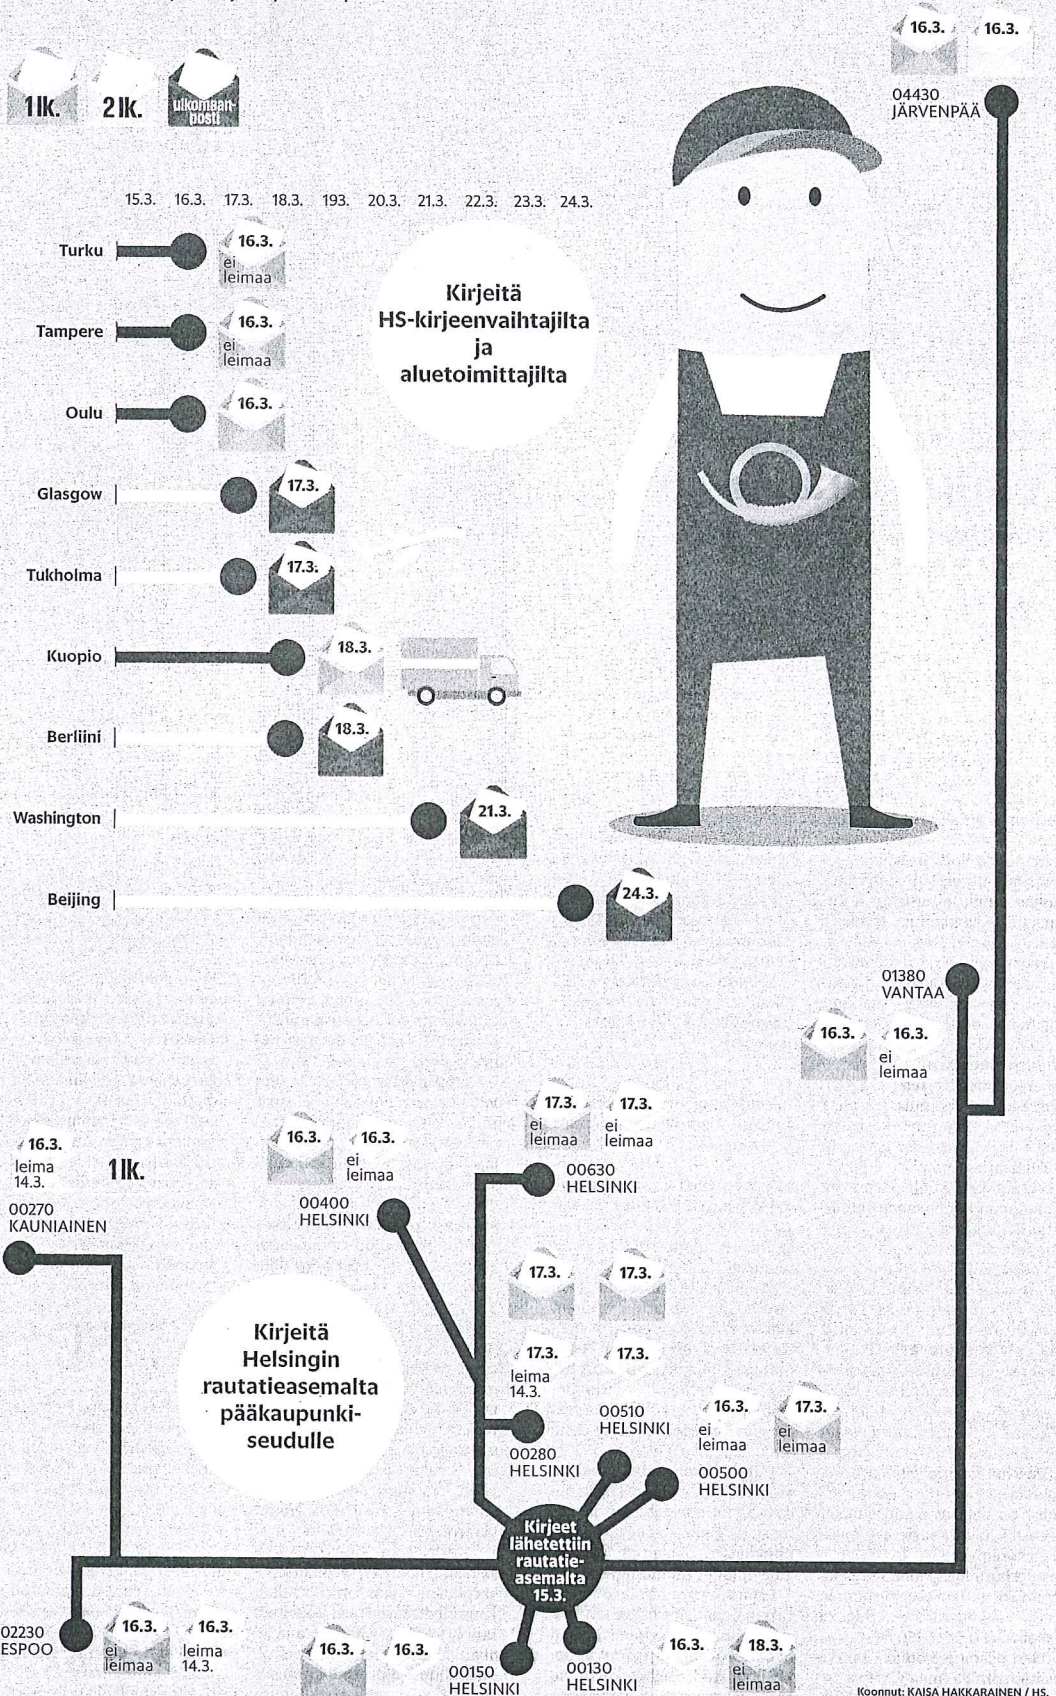 1 lk.
2 lk.
ulkomaan-
posti
16.3.
16.3.
04430
JÄRVENPÄÄ
15.3. 16.3. 17.3. 18.3. 193. 20.3. 21.3. 22.3. 23.3. 24.3.
Turku
16.3.
ei
leimaa
Tampere
16.3.
ei
leimaa
Oulu
16.3.
Glasgow
17.3.
Tukholma
17.3.
Kuopio
18.3.
Berliini
18.3.
Washington
21.3.
Beijing
24.3.
Kirjeitä
HS-kirjeenvaihtajilta
ja
aluetoimittajilta
01380
VANTAA
16.3.
16.3.
ei
leimaa
17.3.
ei
leimaa
17.3.
ei
leimaa
00630
HELSINKI
16.3.
16.3.
ei
leimaa
00400
HELSINKI
16.3.
leima
14.3.
1 lk.
00270
KAUNIAINEN
17.3.
17.3.
17.3.
leima
14.3.
17.3.
00280
HELSINKI
00510
HELSINKI
16.3.
ei
leimaa
17.3.
ei
leimaa
00500
HELSINKI
Kirjeitä
Helsingin
rautatieasemalta
pääkaupunki-
seudulle
Kirjeet
lähetettiin
rautatie-
asemalta
15.3.
02230
ESPOO
16.3.
ei
leimaa
16.3.
leima
14.3.
16.3.
16.3.
00150
HELSINKI
00130
HELSINKI
16.3.
18.3.
ei
leimaa
Koonnut: KAISA HAKKARAINEN / HS.